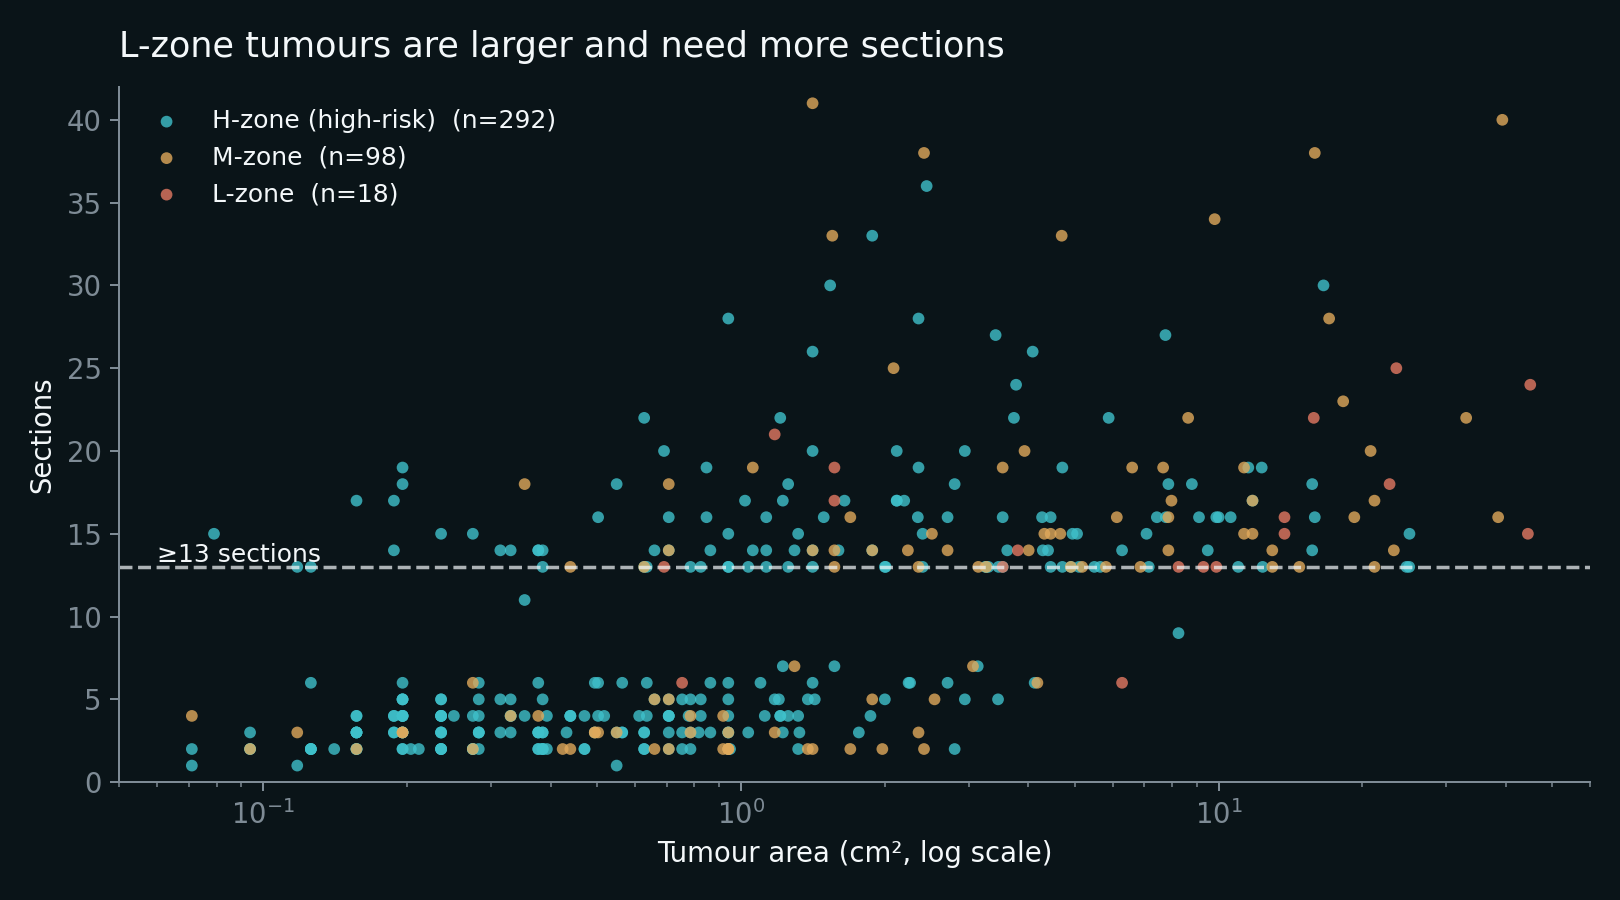 L-zone tumours are larger and need more sections
H-zone (high-risk)  (n=292)
M-zone  (n=98)
L-zone  (n=18)
Sections
40
35
30
25
20
15
10
5
0
≥13 sections
10⁻¹
10⁰
10¹
Tumour area (cm², log scale)